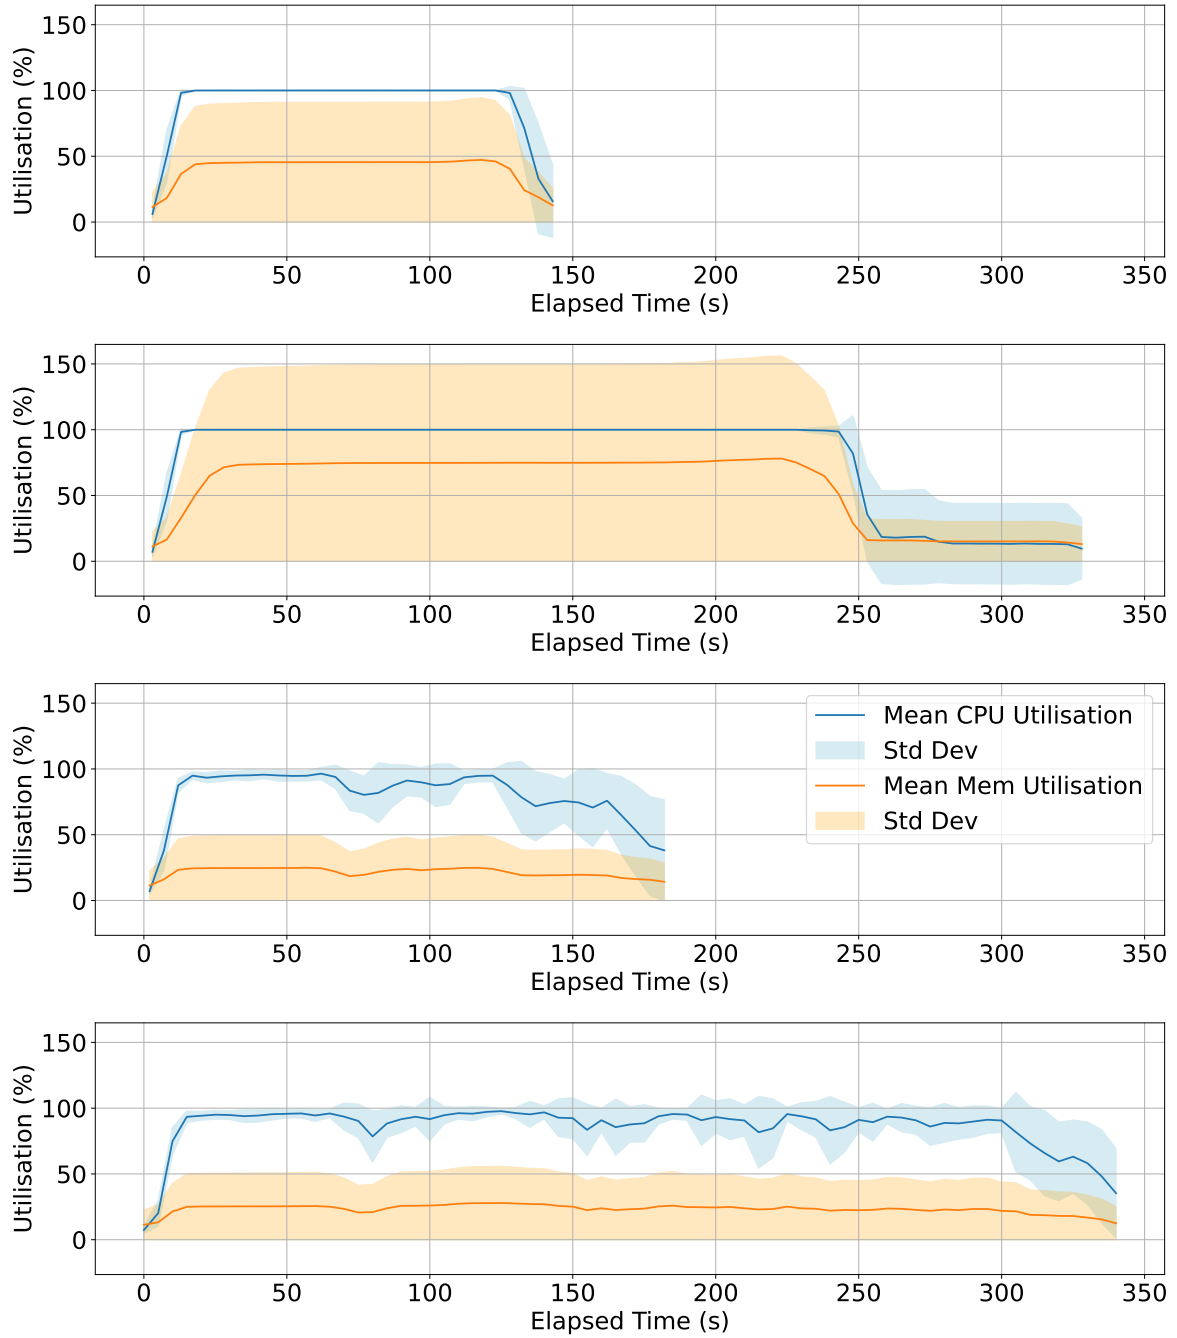 150
100
50
0
Utilisation (%)
0 50 100 150 200 250 300 350
Elapsed Time (s)
150
100
50
0
Utilisation (%)
0 50 100 150 200 250 300 350
Elapsed Time (s)
150
100
50
0
Utilisation (%)
Mean CPU Utilisation
Std Dev
Mean Mem Utilisation
Std Dev
0 50 100 150 200 250 300 350
Elapsed Time (s)
150
100
50
0
Utilisation (%)
0 50 100 150 200 250 300 350
Elapsed Time (s)